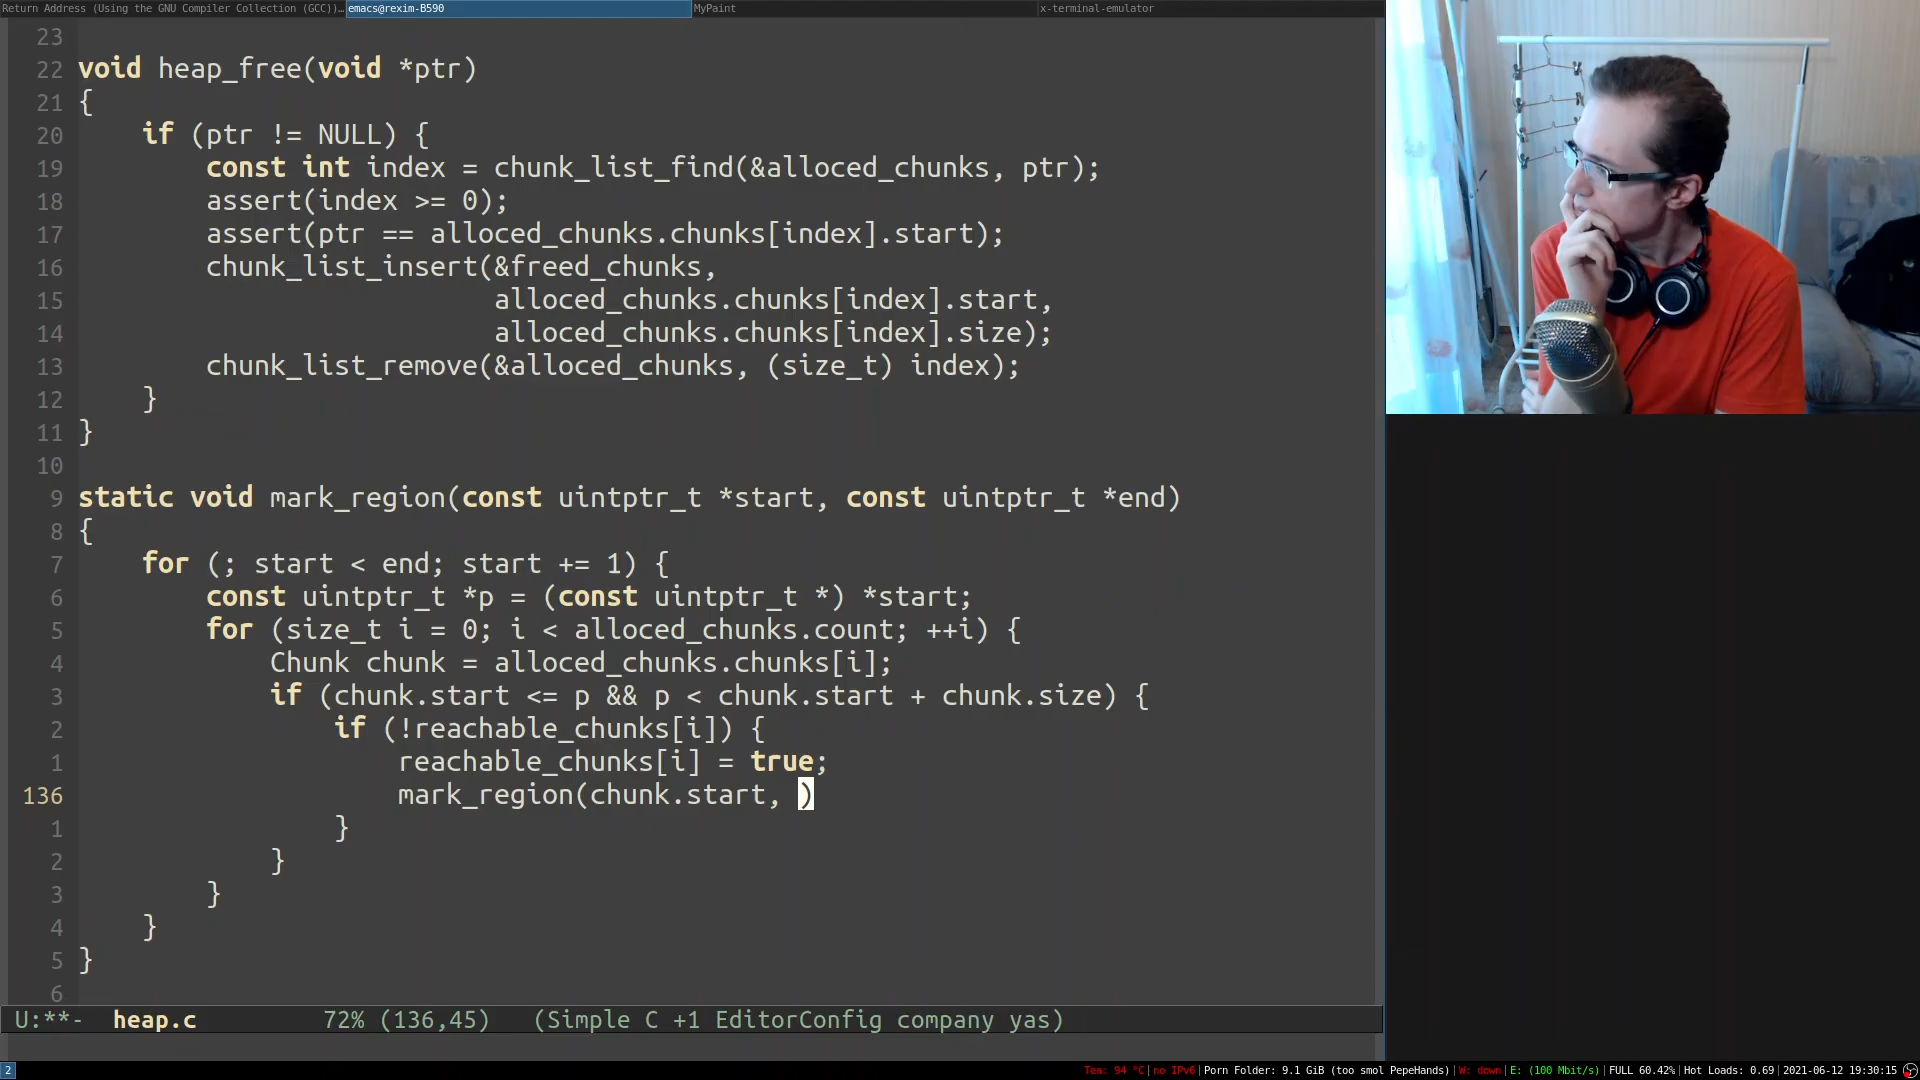 Return Address (Using the GNU Compiler Collection (GCC))... emacs@rexim-B590 MyPaint x-terminal-emulator
23
22 void heap_free(void *ptr)
21 {
20     if (ptr != NULL) {
19         const int index = chunk_list_find(&alloced_chunks, ptr);
18         assert(index >= 0);
17         assert(ptr == alloced_chunks.chunks[index].start);
16         chunk_list_insert(&freed_chunks,
15                           alloced_chunks.chunks[index].start,
14                           alloced_chunks.chunks[index].size);
13         chunk_list_remove(&alloced_chunks, (size_t) index);
12     }
11 }
10
9 static void mark_region(const uintptr_t *start, const uintptr_t *end)
8 {
7     for (; start < end; start += 1) {
6         const uintptr_t *p = (const uintptr_t *) *start;
5         for (size_t i = 0; i < alloced_chunks.count; ++i) {
4             Chunk chunk = alloced_chunks.chunks[i];
3             if (chunk.start <= p && p < chunk.start + chunk.size) {
2                 if (!reachable_chunks[i]) {
1                     reachable_chunks[i] = true;
136                     mark_region(chunk.start, )
1                 }
2             }
3         }
4     }
5 }
6
U:**-  heap.c        72% (136,45)   (Simple C +1 EditorConfig company yas)
2 Tea: 94 °C|no IPv6|Porn Folder: 9.1 GiB (too smol PepeHands)|W: down|E: (100 Mbit/s)|FULL 60.42%|Hot Loads: 0.69|2021-06-12 19:30:15